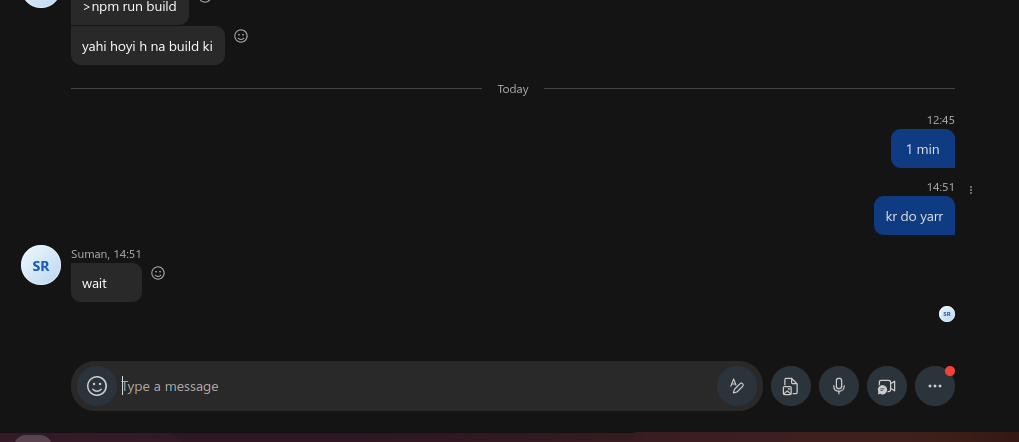 >npm run build
yahi hoyi h na build ki
Today
12:45
1 min
14:51
kr do yarr
Suman, 14:51
SR
wait
SR
Type a message